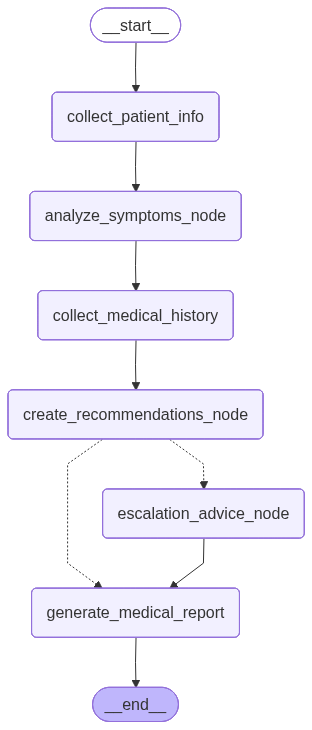 __start__
collect_patient_info
analyze_symptoms_node
collect_medical_history
create_recommendations_node
escalation_advice_node
generate_medical_report
__end__